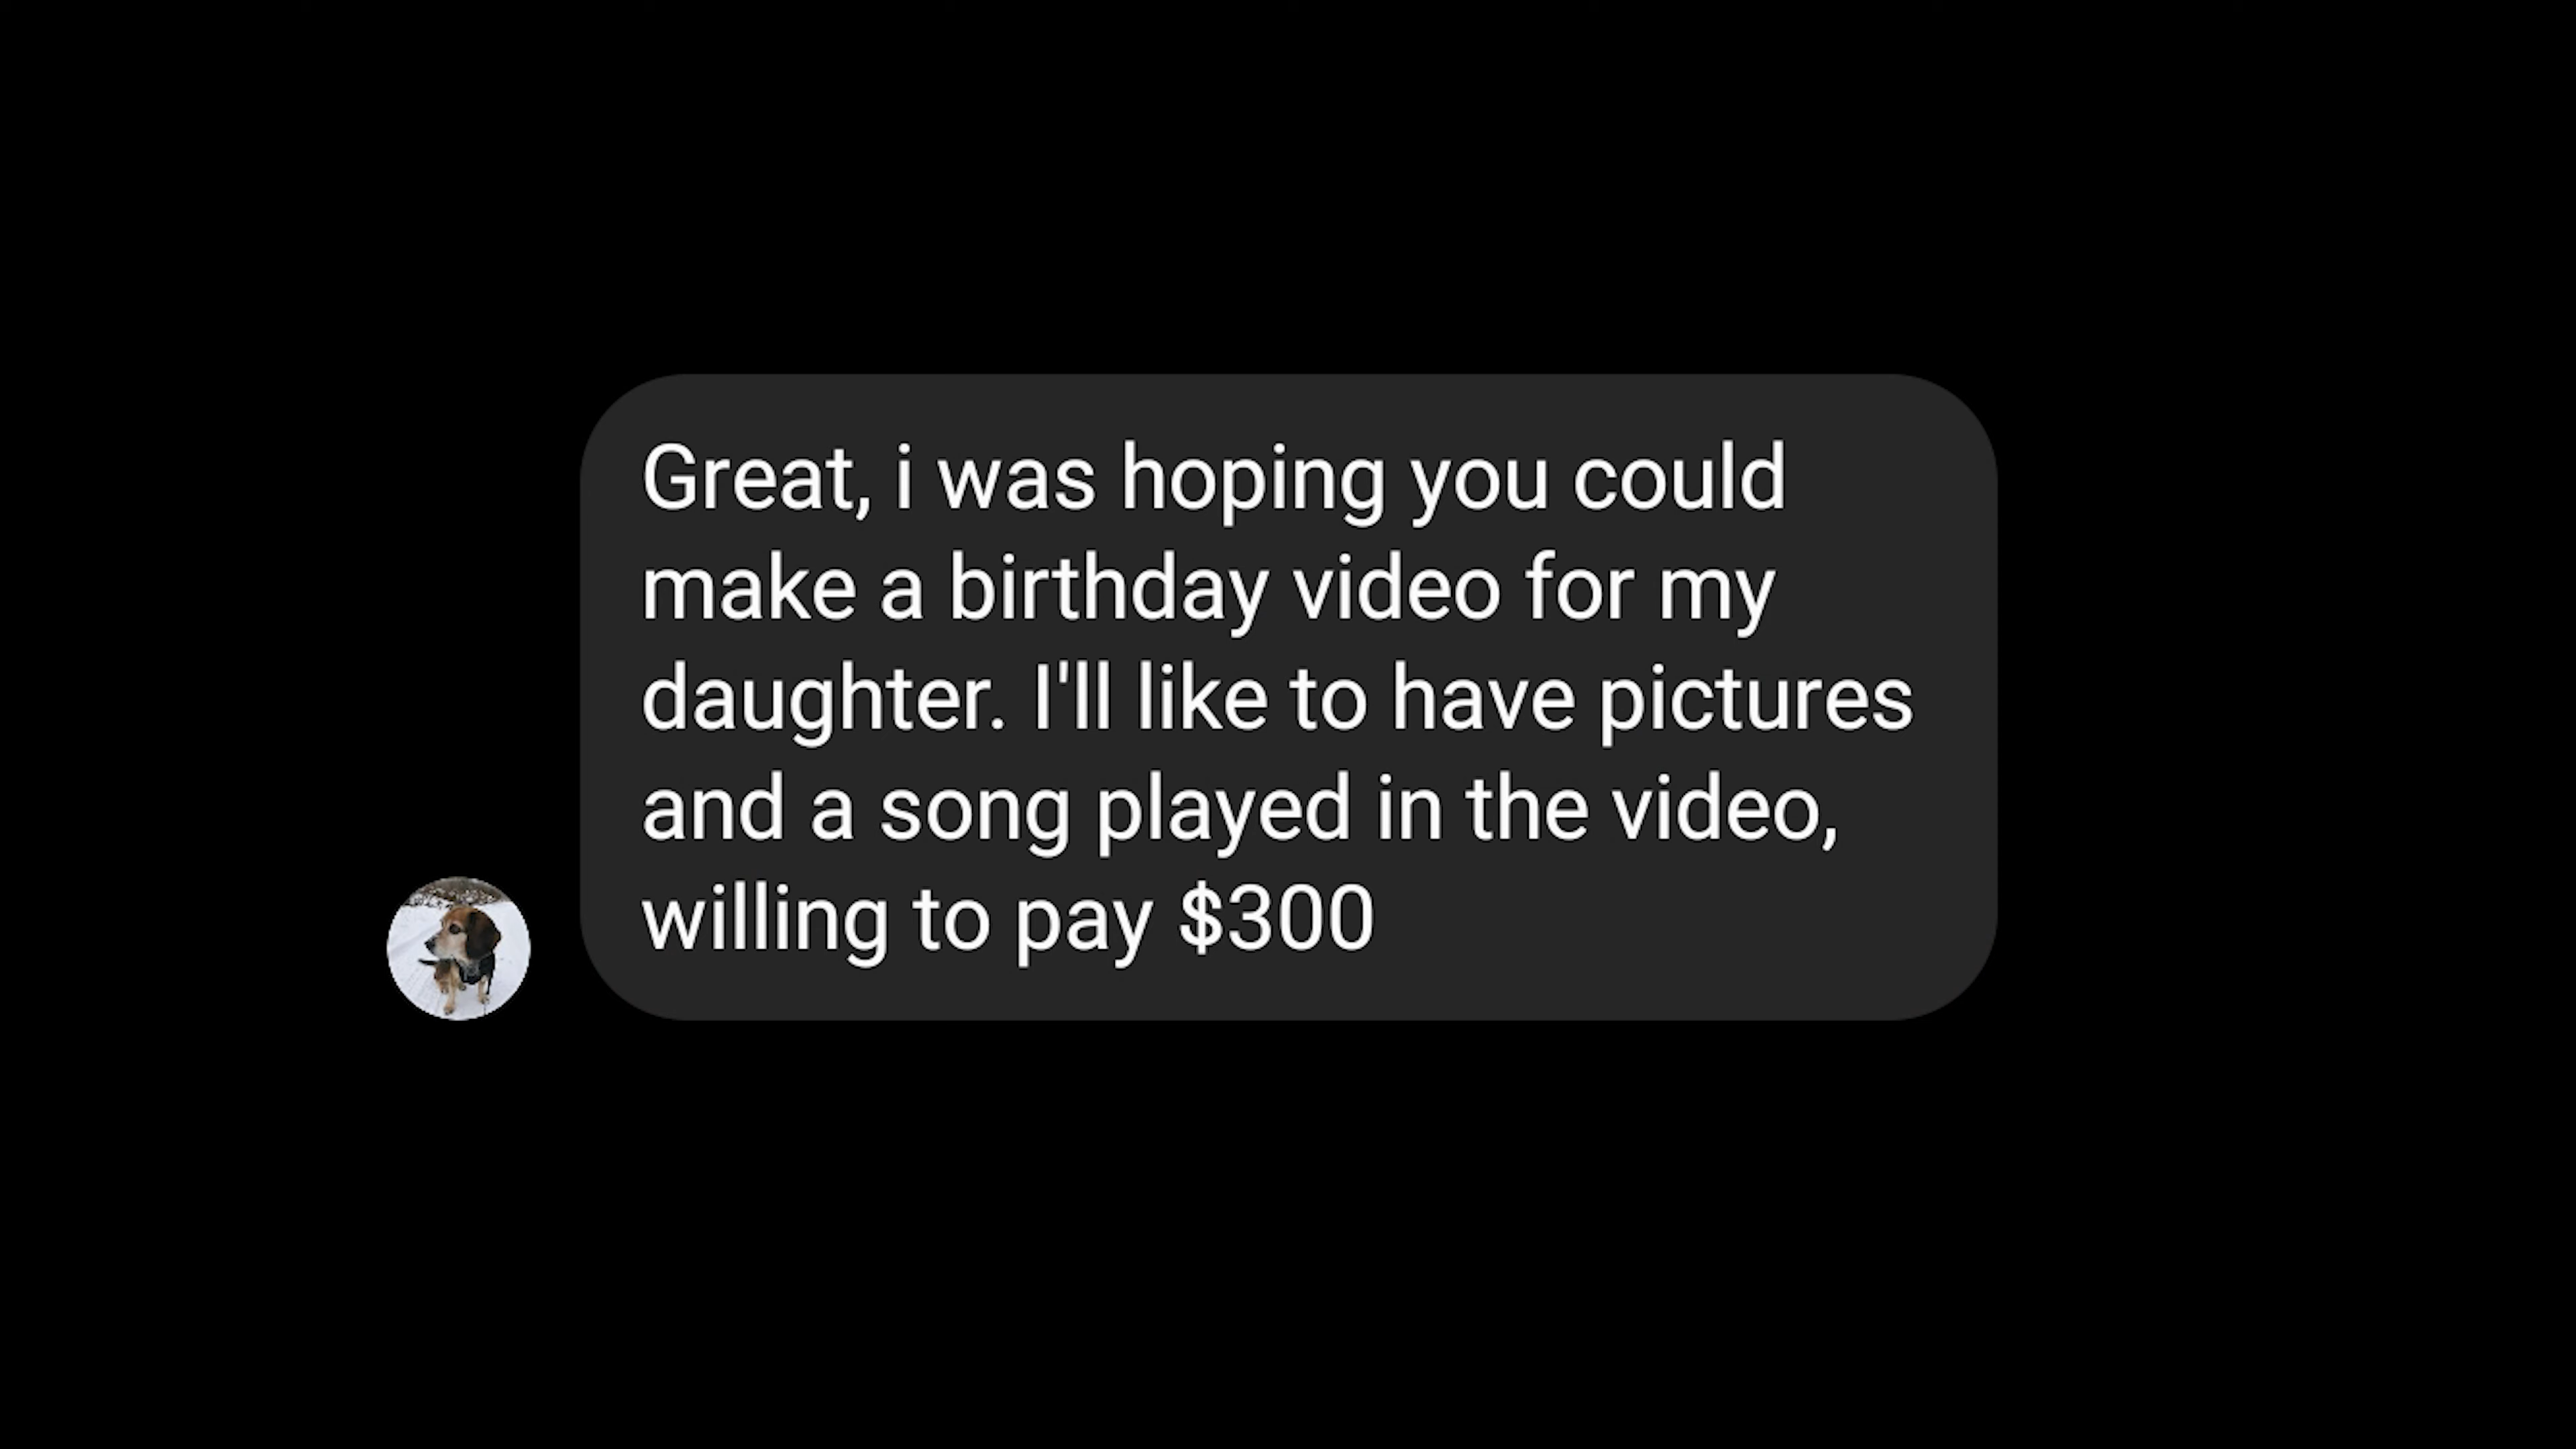 Great, i was hoping you could
make a birthday video for my
daughter. I'll like to have pictures
and a song played in the video,
willing to pay $300